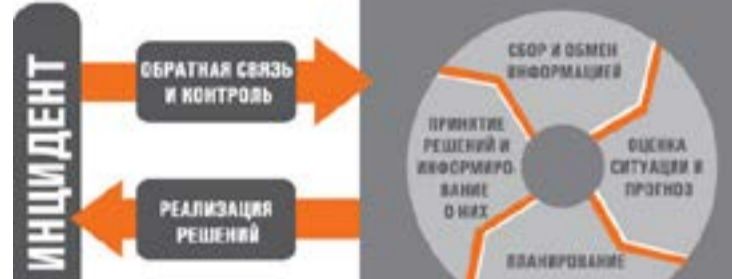 ИНЦИДЕНТ
ОБРАТНАЯ СВЯЗЬ
И КОНТРОЛЬ
РЕАЛИЗАЦИЯ
РЕШЕНИЙ
СБОР И ОБМЕН
ИНФОРМАЦИЕЙ
ПРИНЯТИЕ
РЕШЕНИЙ И
ИНФОРМИРО-
ВАНИЕ
О НИХ
ОЦЕНКА
СИТУАЦИИ И
ПРОГНОЗ
ПЛАНИРОВАНИЕ